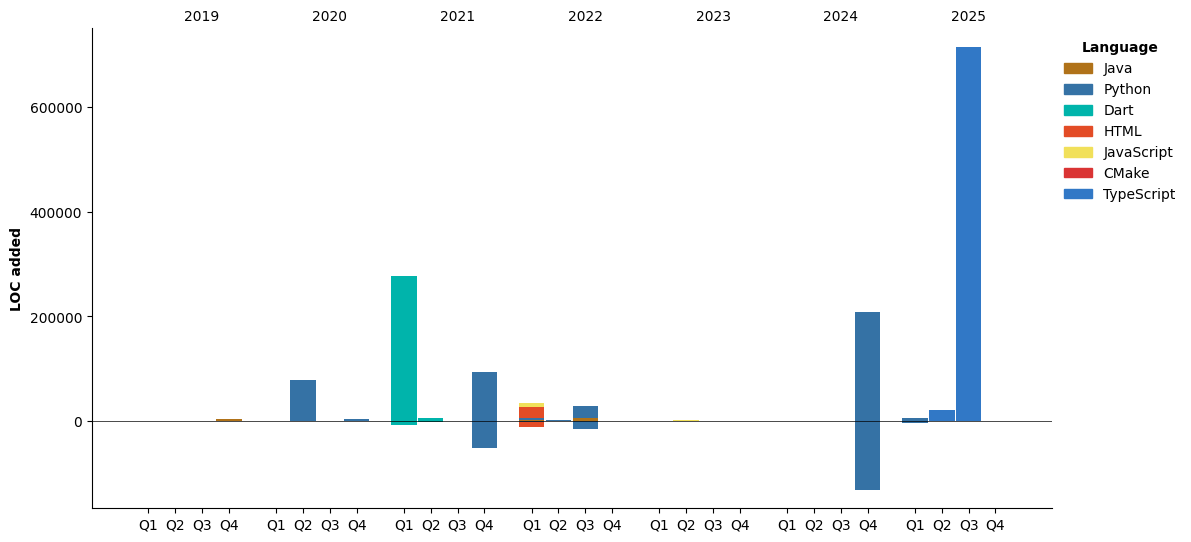 2019 2020 2021 2022 2023 2024 2025
Language
Java
Python
Dart
HTML
JavaScript
CMake
TypeScript
LOC added
600000
400000
200000
0
Q1 Q2 Q3 Q4 Q1 Q2 Q3 Q4 Q1 Q2 Q3 Q4 Q1 Q2 Q3 Q4 Q1 Q2 Q3 Q4 Q1 Q2 Q3 Q4 Q1 Q2 Q3 Q4